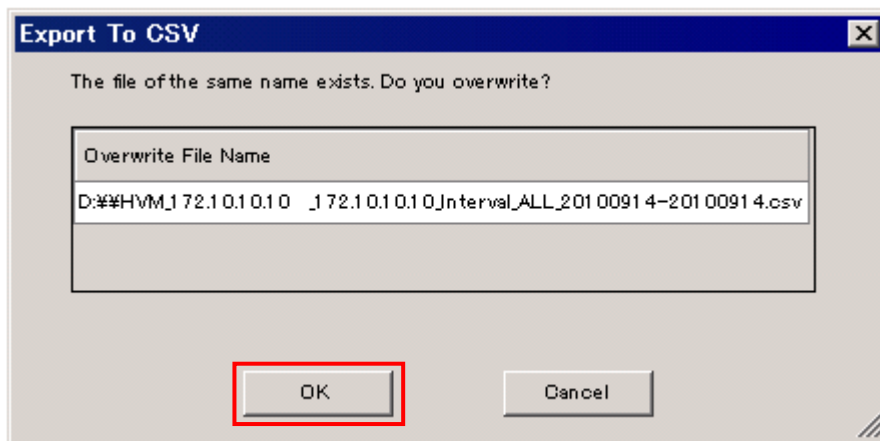 Export To CSV
The file of the same name exists. Do you overwrite?
Overwrite File Name
D:¥¥HVM_172.10.10.10 _172.10.10.10_Interval_ALL_20100914-20100914.csv
OK
Cancel